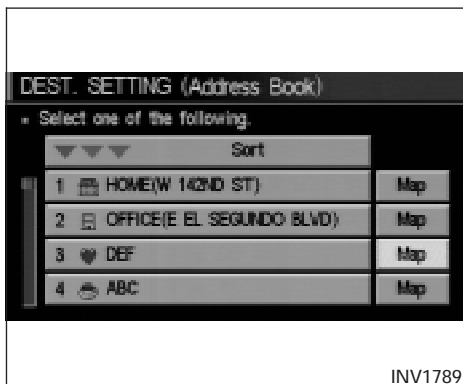 DEST. SETTING (Address Book)
Select one of the following.
Sort
1 HOME(W 142ND ST) Map
2 OFFICE(E EL SEGUNDO BLVD) Map
3 DEF Map
4 ABC Map
INV1789